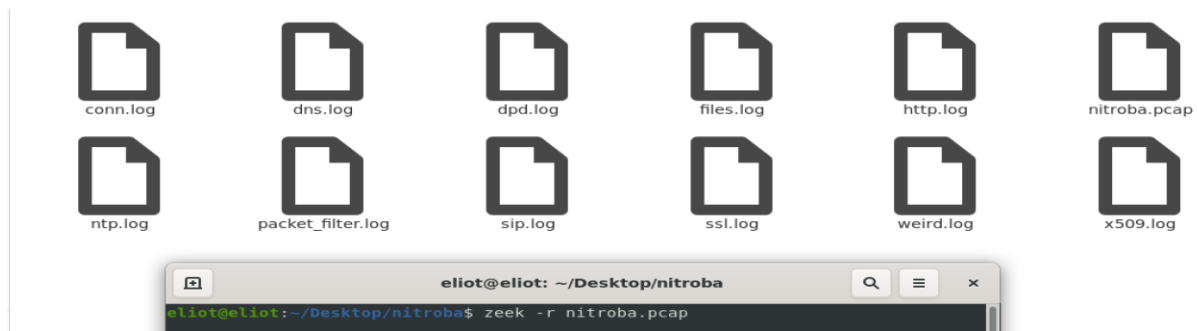 conn.log dns.log dpd.log files.log http.log nitroba.pcap
ntp.log packet_filter.log sip.log ssl.log weird.log x509.log
eliot@eliot: ~/Desktop/nitroba
eliot@eliot:~/Desktop/nitroba$ zeek -r nitroba.pcap